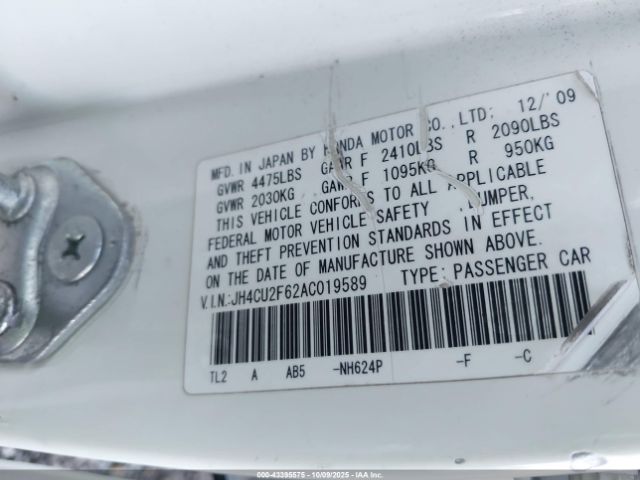 MFD. IN JAPAN BY HONDA MOTOR CO., LTD: 12/'09
GVWR 4475LBS GAWR F 2410LBS R 2090LBS
GVWR 2030KG GAWR F 1095KG R 950KG
THIS VEHICLE CONFORMS TO ALL APPLICABLE
FEDERAL MOTOR VEHICLE SAFETY, BUMPER,
AND THEFT PREVENTION STANDARDS IN EFFECT
ON THE DATE OF MANUFACTURE SHOWN ABOVE.
V.I.N.:JH4CU2F62AC019589 TYPE: PASSENGER CAR
TL2 A AB5 -NH624P -F -C
000-43395575 - 10/09/2025 - IAA Inc.